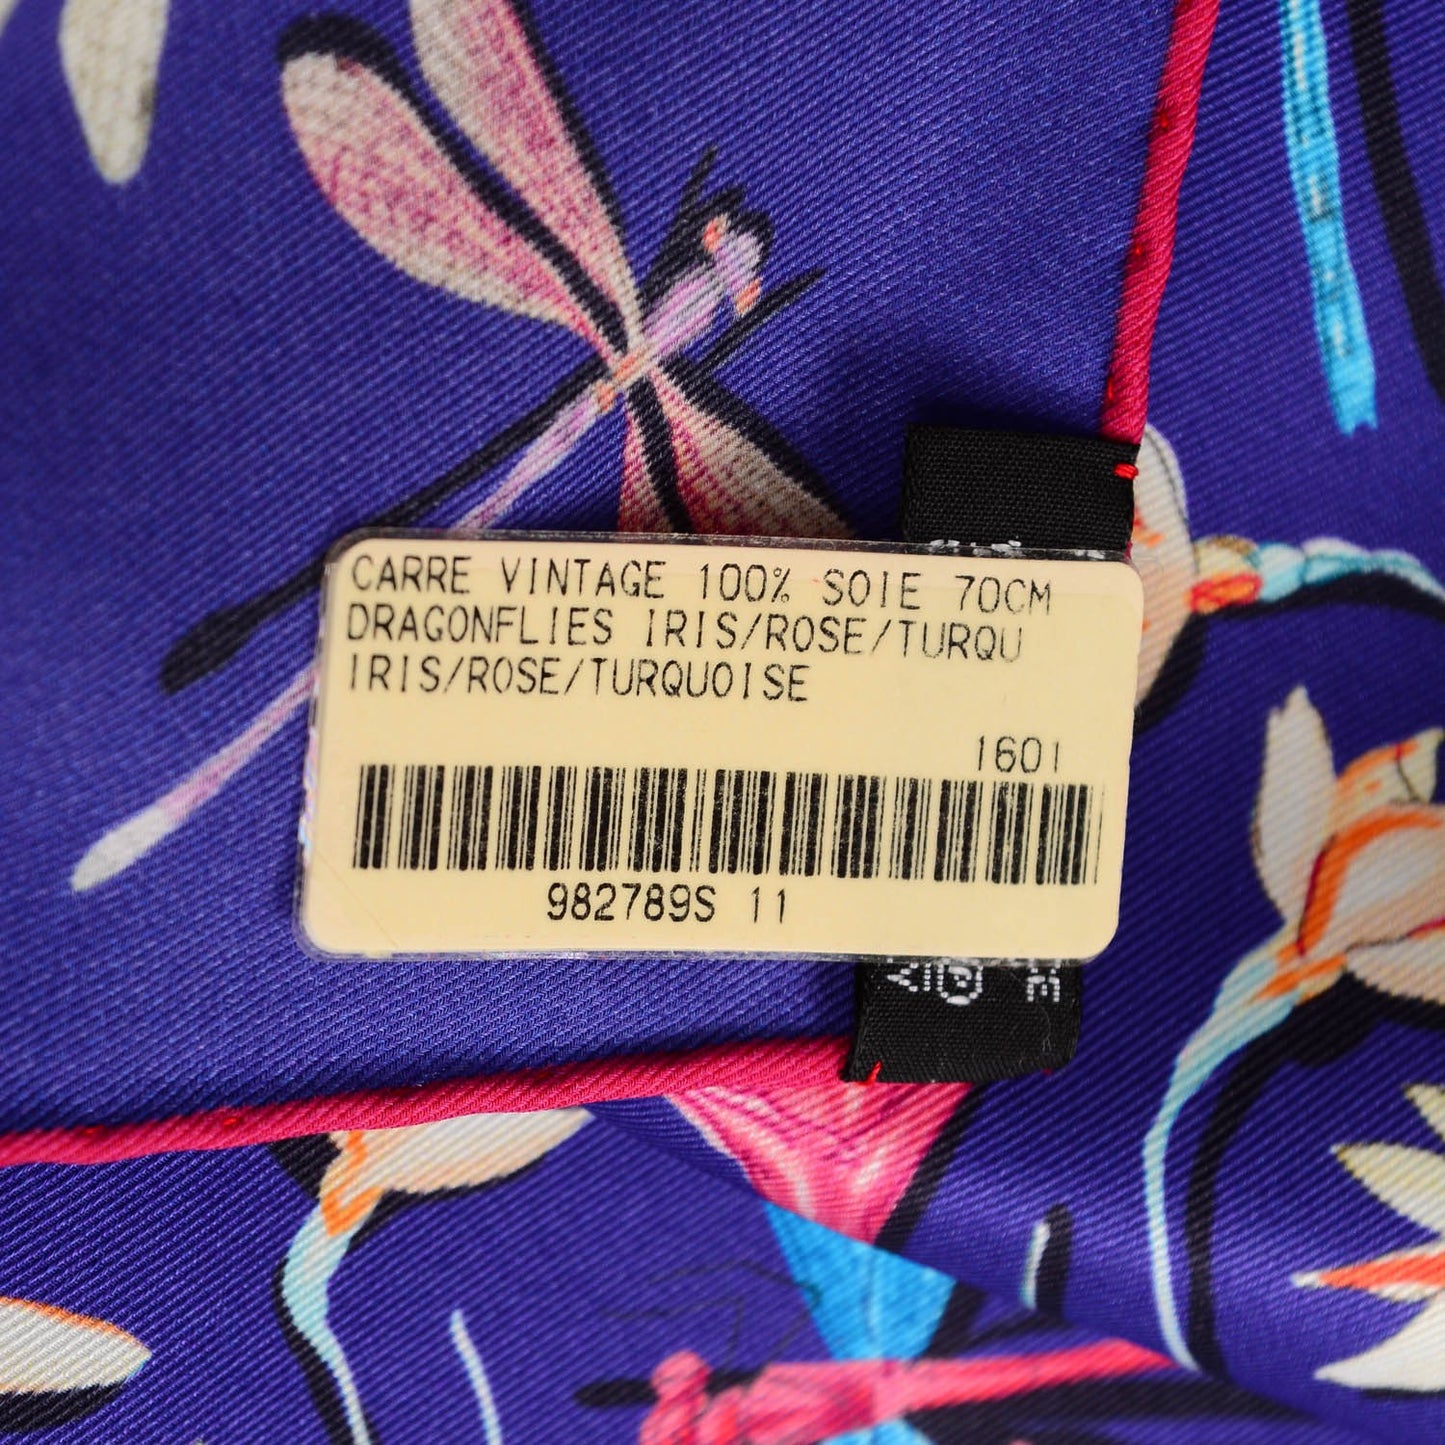 CARRE VINTAGE 100% SOIE 70CM
DRAGONFLIES IRIS/ROSE/TURQU
IRIS/ROSE/TURQUOISE
1601
982789S 11